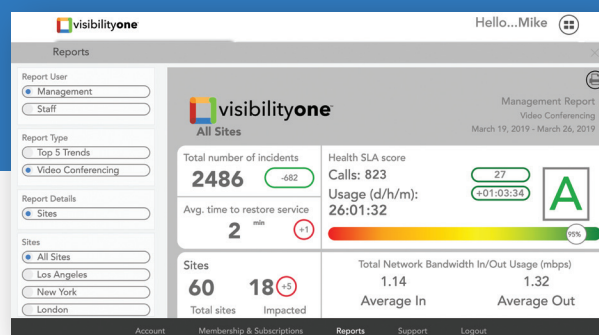 visibilityone
Hello...Mike
Reports
Report User
Management
Staff
Report Type
Top 5 Trends
Video Conferencing
Report Details
Sites
Sites
All Sites
Los Angeles
New York
London
visibilityone
All Sites
Management Report
Video Conferencing
March 19, 2019 - March 26, 2019
Total number of incidents
2486 -682
Avg. time to restore service
2 min +1
Health SLA score
Calls: 823 27
Usage (d/h/m): +01:03:34
26:01:32
A
95%
Sites
60 18 +5
Total sites Impacted
Total Network Bandwidth In/Out Usage (mbps)
1.14 1.32
Average In Average Out
Account Membership & Subscriptions Reports Support Logout